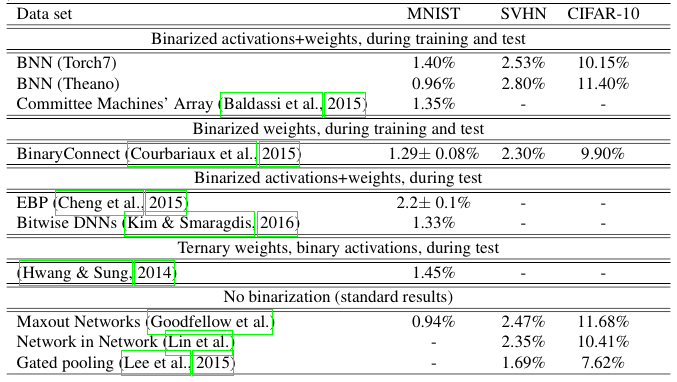 Data set MNIST SVHN CIFAR-10
Binarized activations+weights, during training and test
BNN (Torch7) 1.40% 2.53% 10.15%
BNN (Theano) 0.96% 2.80% 11.40%
Committee Machines' Array (Baldassi et al., 2015) 1.35% - -
Binarized weights, during training and test
BinaryConnect (Courbariaux et al., 2015) 1.29± 0.08% 2.30% 9.90%
Binarized activations+weights, during test
EBP (Cheng et al., 2015) 2.2± 0.1% - -
Bitwise DNNs (Kim & Smaragdis, 2016) 1.33% - -
Ternary weights, binary activations, during test
(Hwang & Sung, 2014) 1.45% - -
No binarization (standard results)
Maxout Networks (Goodfellow et al.) 0.94% 2.47% 11.68%
Network in Network (Lin et al.) - 2.35% 10.41%
Gated pooling (Lee et al., 2015) - 1.69% 7.62%